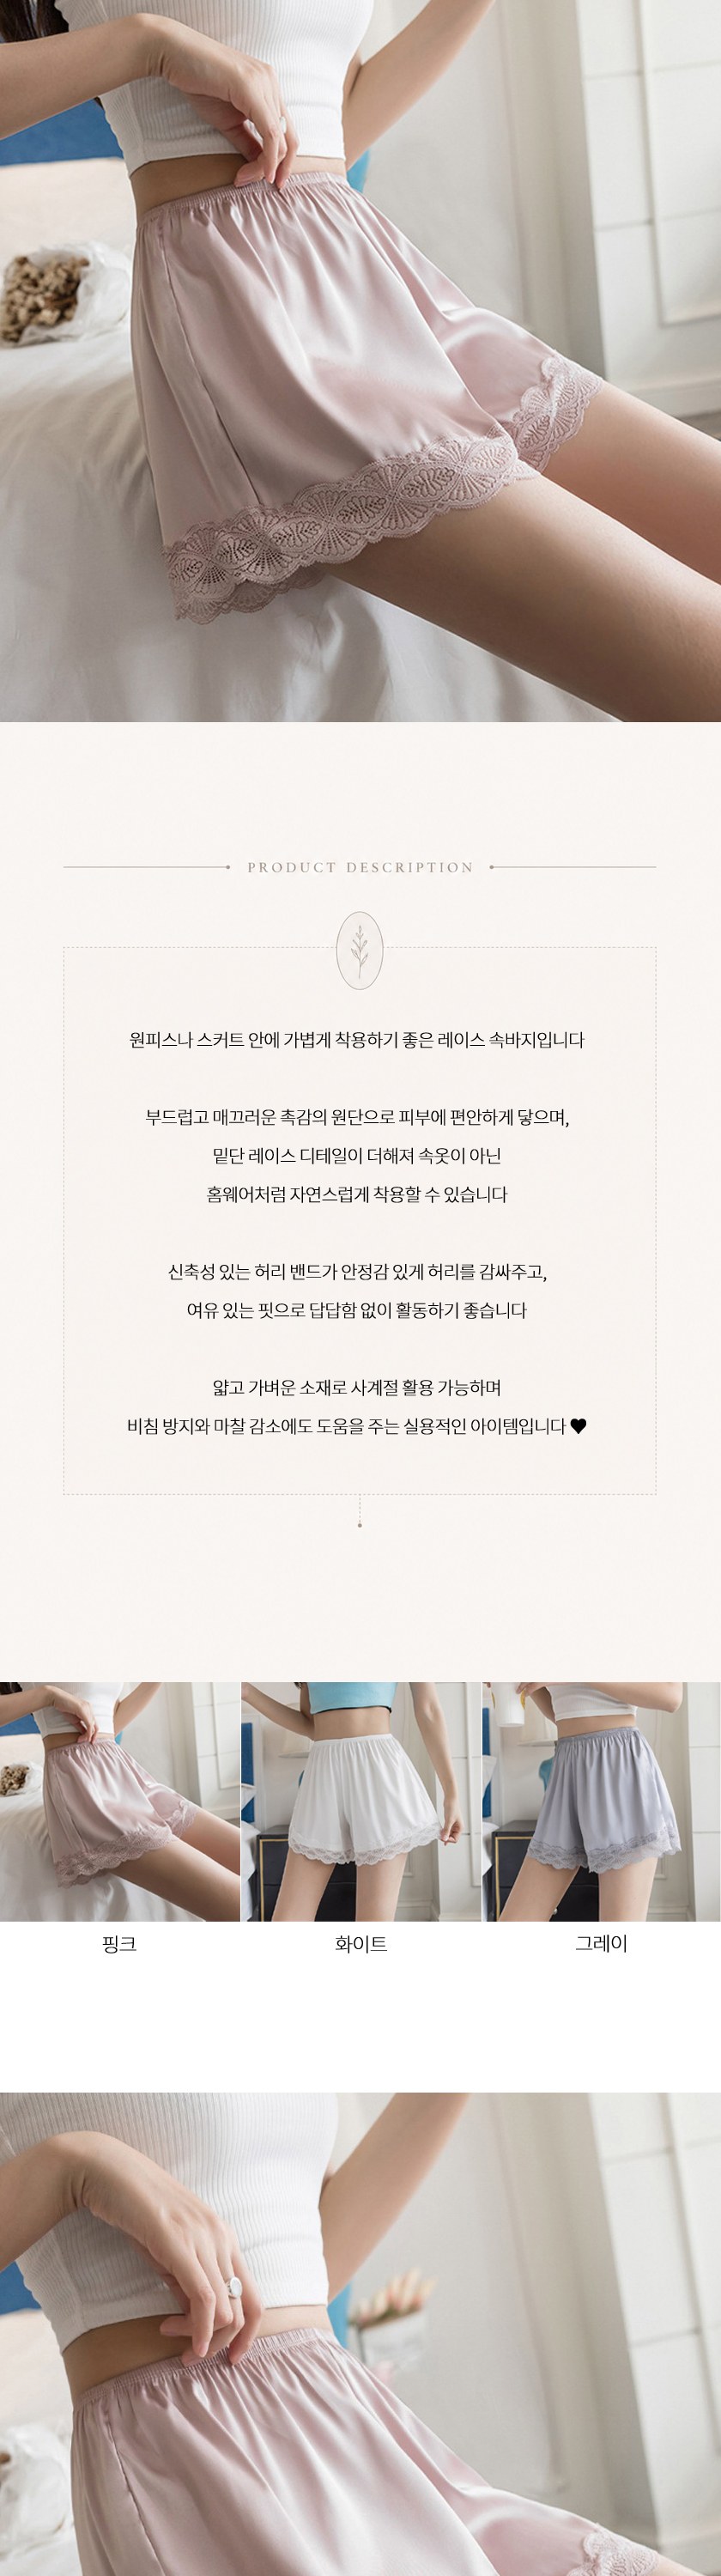 PRODUCT DESCRIPTION
원피스나 스커트 안에 가볍게 착용하기 좋은 레이스 속바지입니다
부드럽고 매끄러운 촉감의 원단으로 피부에 편안하게 닿으며,
밑단 레이스 디테일이 더해져 속옷이 아닌
홈웨어처럼 자연스럽게 착용할 수 있습니다
신축성 있는 허리 밴드가 안정감 있게 허리를 감싸주고,
여유 있는 핏으로 답답함 없이 활동하기 좋습니다
얇고 가벼운 소재로 사계절 활용 가능하며
비침 방지와 마찰 감소에도 도움을 주는 실용적인 아이템입니다 ♥
핑크
화이트
그레이